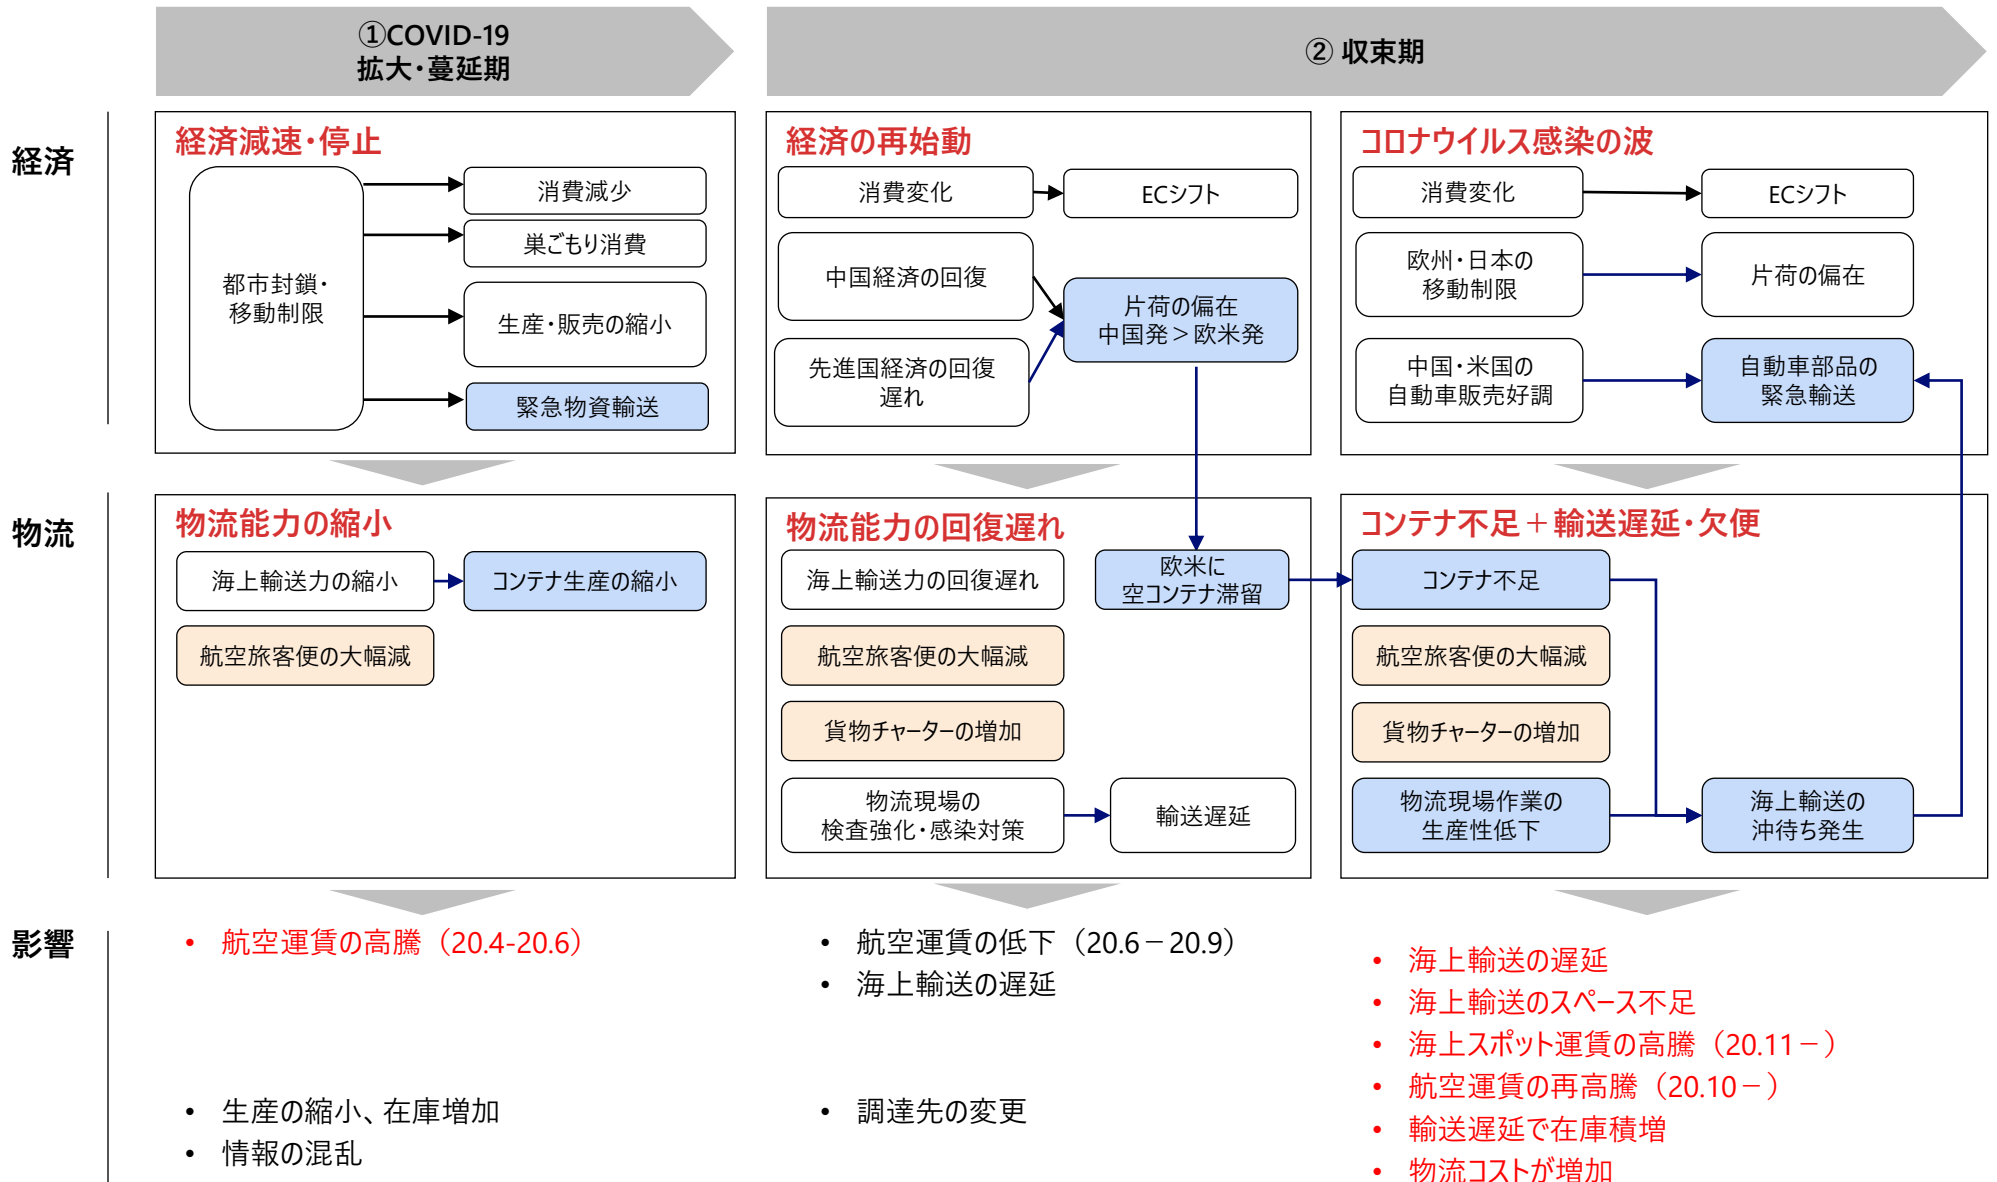 ①COVID-19
拡大・蔓延期
② 収束期
経済
経済減速・停止
都市封鎖・
移動制限
消費減少
巣ごもり消費
生産・販売の縮小
緊急物資輸送
経済の再始動
消費変化
ECシフト
中国経済の回復
先進国経済の回復
遅れ
片荷の偏在
中国発＞欧米発
コロナウイルス感染の波
消費変化
ECシフト
欧州・日本の
移動制限
片荷の偏在
中国・米国の
自動車販売好調
自動車部品の
緊急輸送
物流
物流能力の縮小
海上輸送力の縮小
コンテナ生産の縮小
航空旅客便の大幅減
物流能力の回復遅れ
海上輸送力の回復遅れ
欧米に
空コンテナ滞留
航空旅客便の大幅減
貨物チャーターの増加
物流現場の
検査強化・感染対策
輸送遅延
コンテナ不足＋輸送遅延・欠便
コンテナ不足
航空旅客便の大幅減
貨物チャーターの増加
物流現場作業の
生産性低下
海上輸送の
沖待ち発生
影響
• 航空運賃の高騰（20.4-20.6）
• 生産の縮小、在庫増加
• 情報の混乱
• 航空運賃の低下（20.6－20.9）
• 海上輸送の遅延
• 調達先の変更
• 海上輸送の遅延
• 海上輸送のスペース不足
• 海上スポット運賃の高騰（20.11－）
• 航空運賃の再高騰（20.10－）
• 輸送遅延で在庫積増
• 物流コストが増加